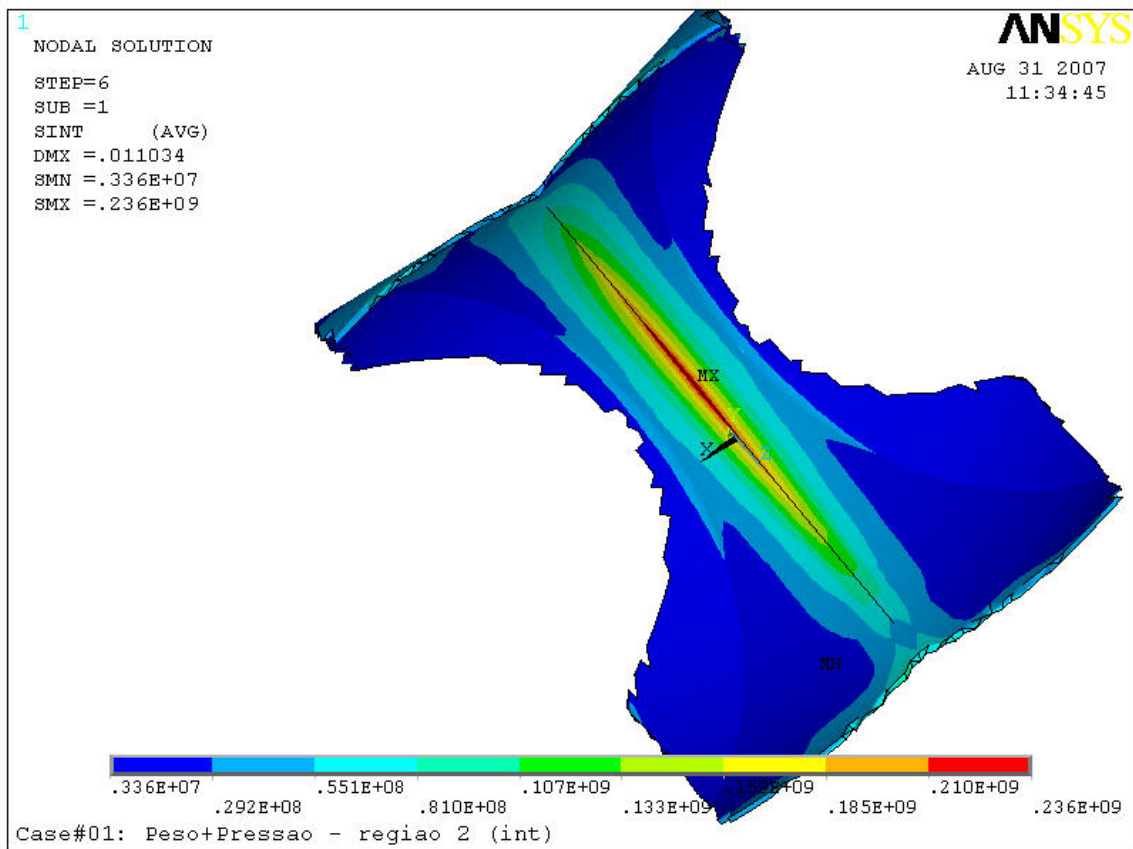 1
ANSYS
NODAL SOLUTION
AUG 31 2007
11:34:45
STEP=6
SUB =1
SINT (AVG)
DMX =.011034
SMN =.336E+07
SMX =.236E+09
MX
Y
X
Z
MN
.336E+07 .551E+08 .107E+09 .159E+09 .210E+09
.292E+08 .810E+08 .133E+09 .185E+09 .236E+09
Case#01: Peso+Pressao - regiao 2 (int)